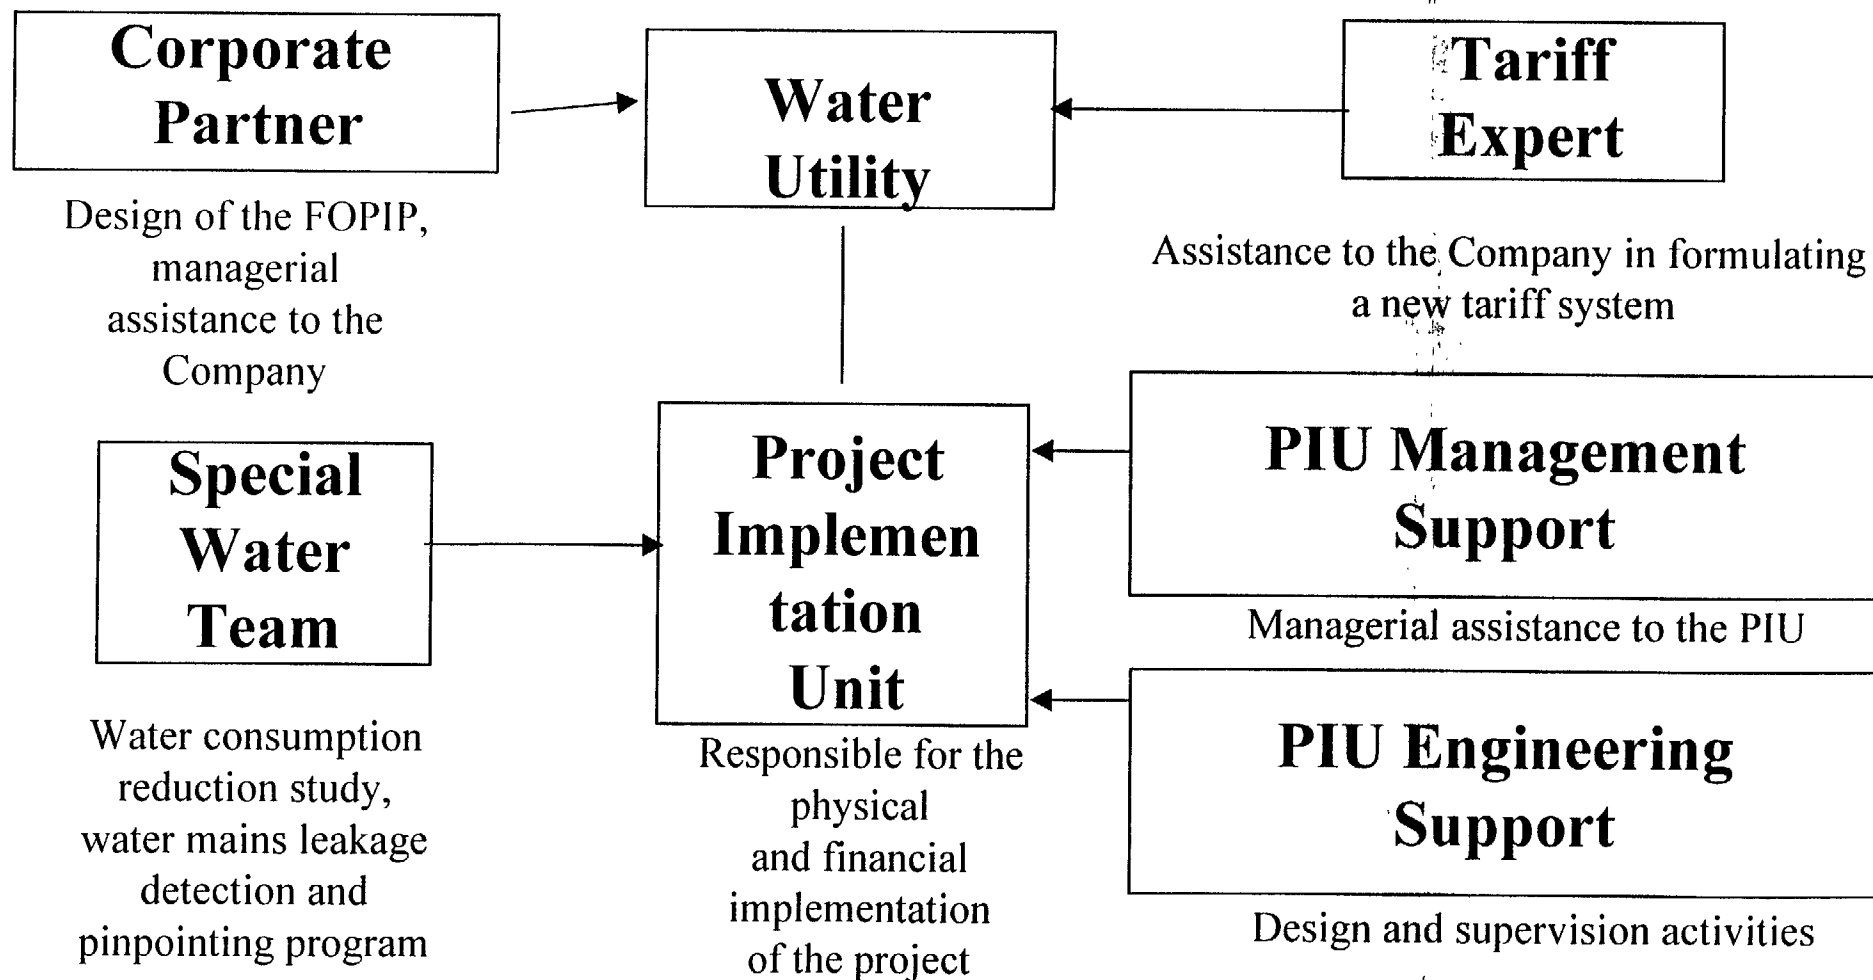 Corporate
Partner
Design of the FOPIP,
managerial
assistance to the
Company
Water
Utility
Tariff
Expert
Assistance to the Company in formulating
a new tariff system
Special
Water
Team
Water consumption
reduction study,
water mains leakage
detection and
pinpointing program
Project
Implemen
tation
Unit
Responsible for the
physical
and financial
implementation
of the project
PIU Management
Support
Managerial assistance to the PIU
PIU Engineering
Support
Design and supervision activities